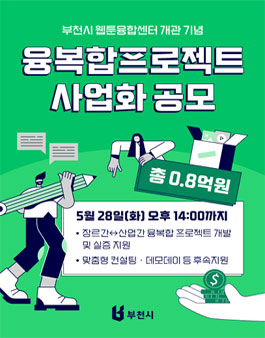 부천시 웹툰융합센터 개관 기념
융복합프로젝트
사업화 공모
총 0.8억원
5월 28일(화) 오후 14:00까지
• 장르간↔산업간 융복합 프로젝트 개발
및 실증 지원
• 맞춤형 컨설팅 · 데모데이 등 후속지원
$
부천시